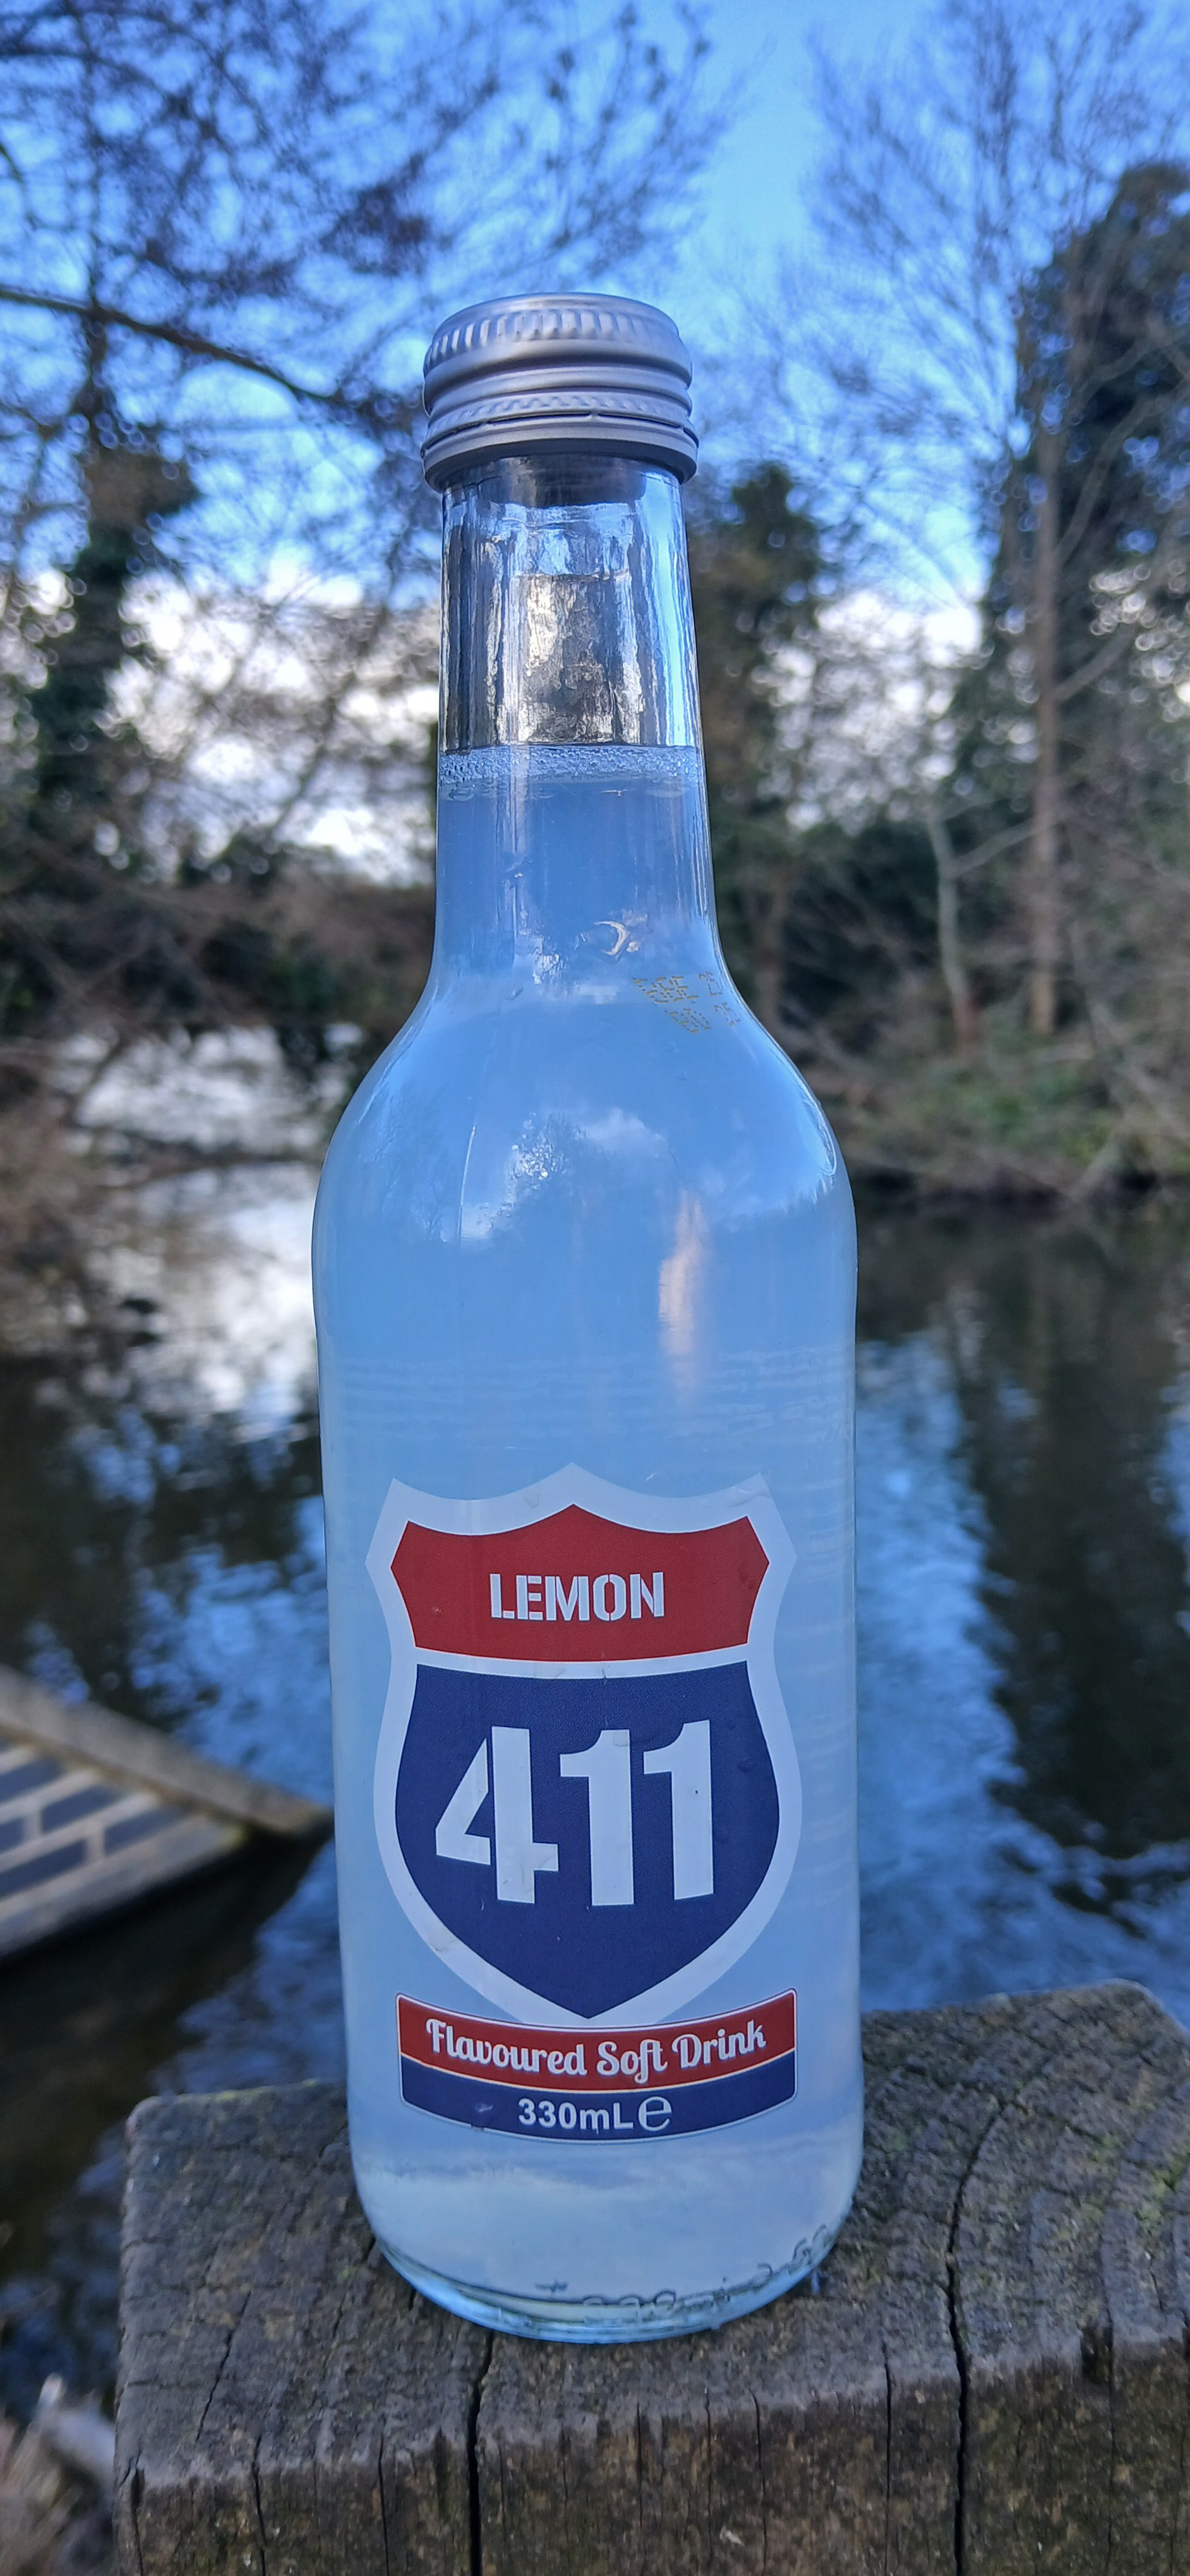 LEMON
411
Flavoured Soft Drink
330mL℮